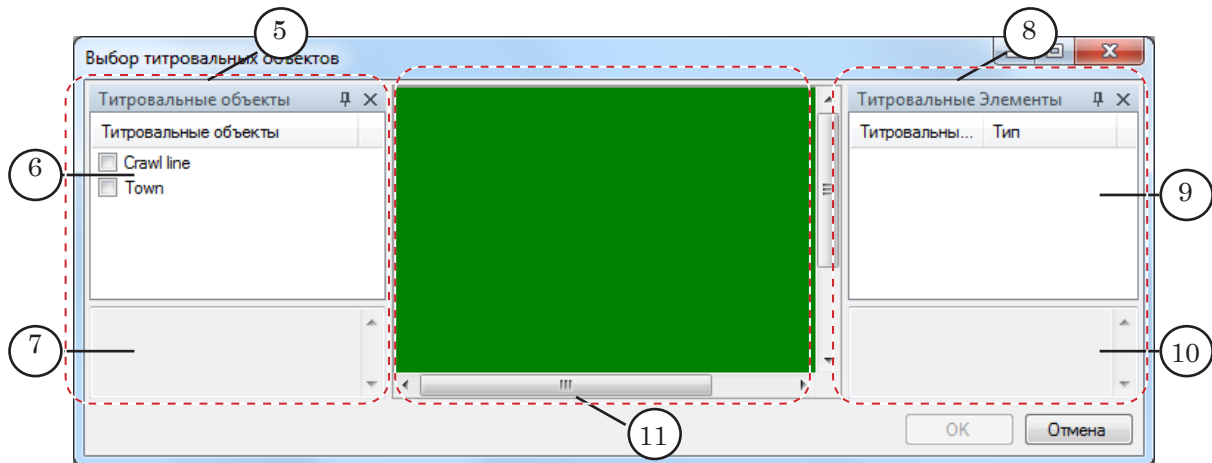 5
8
Выбор титровальных объектов
Титровальные объекты
Титровальные Элементы
Титровальные объекты
Титровальны... Тип
6
Crawl line
Town
9
7
10
11
OK
Отмена